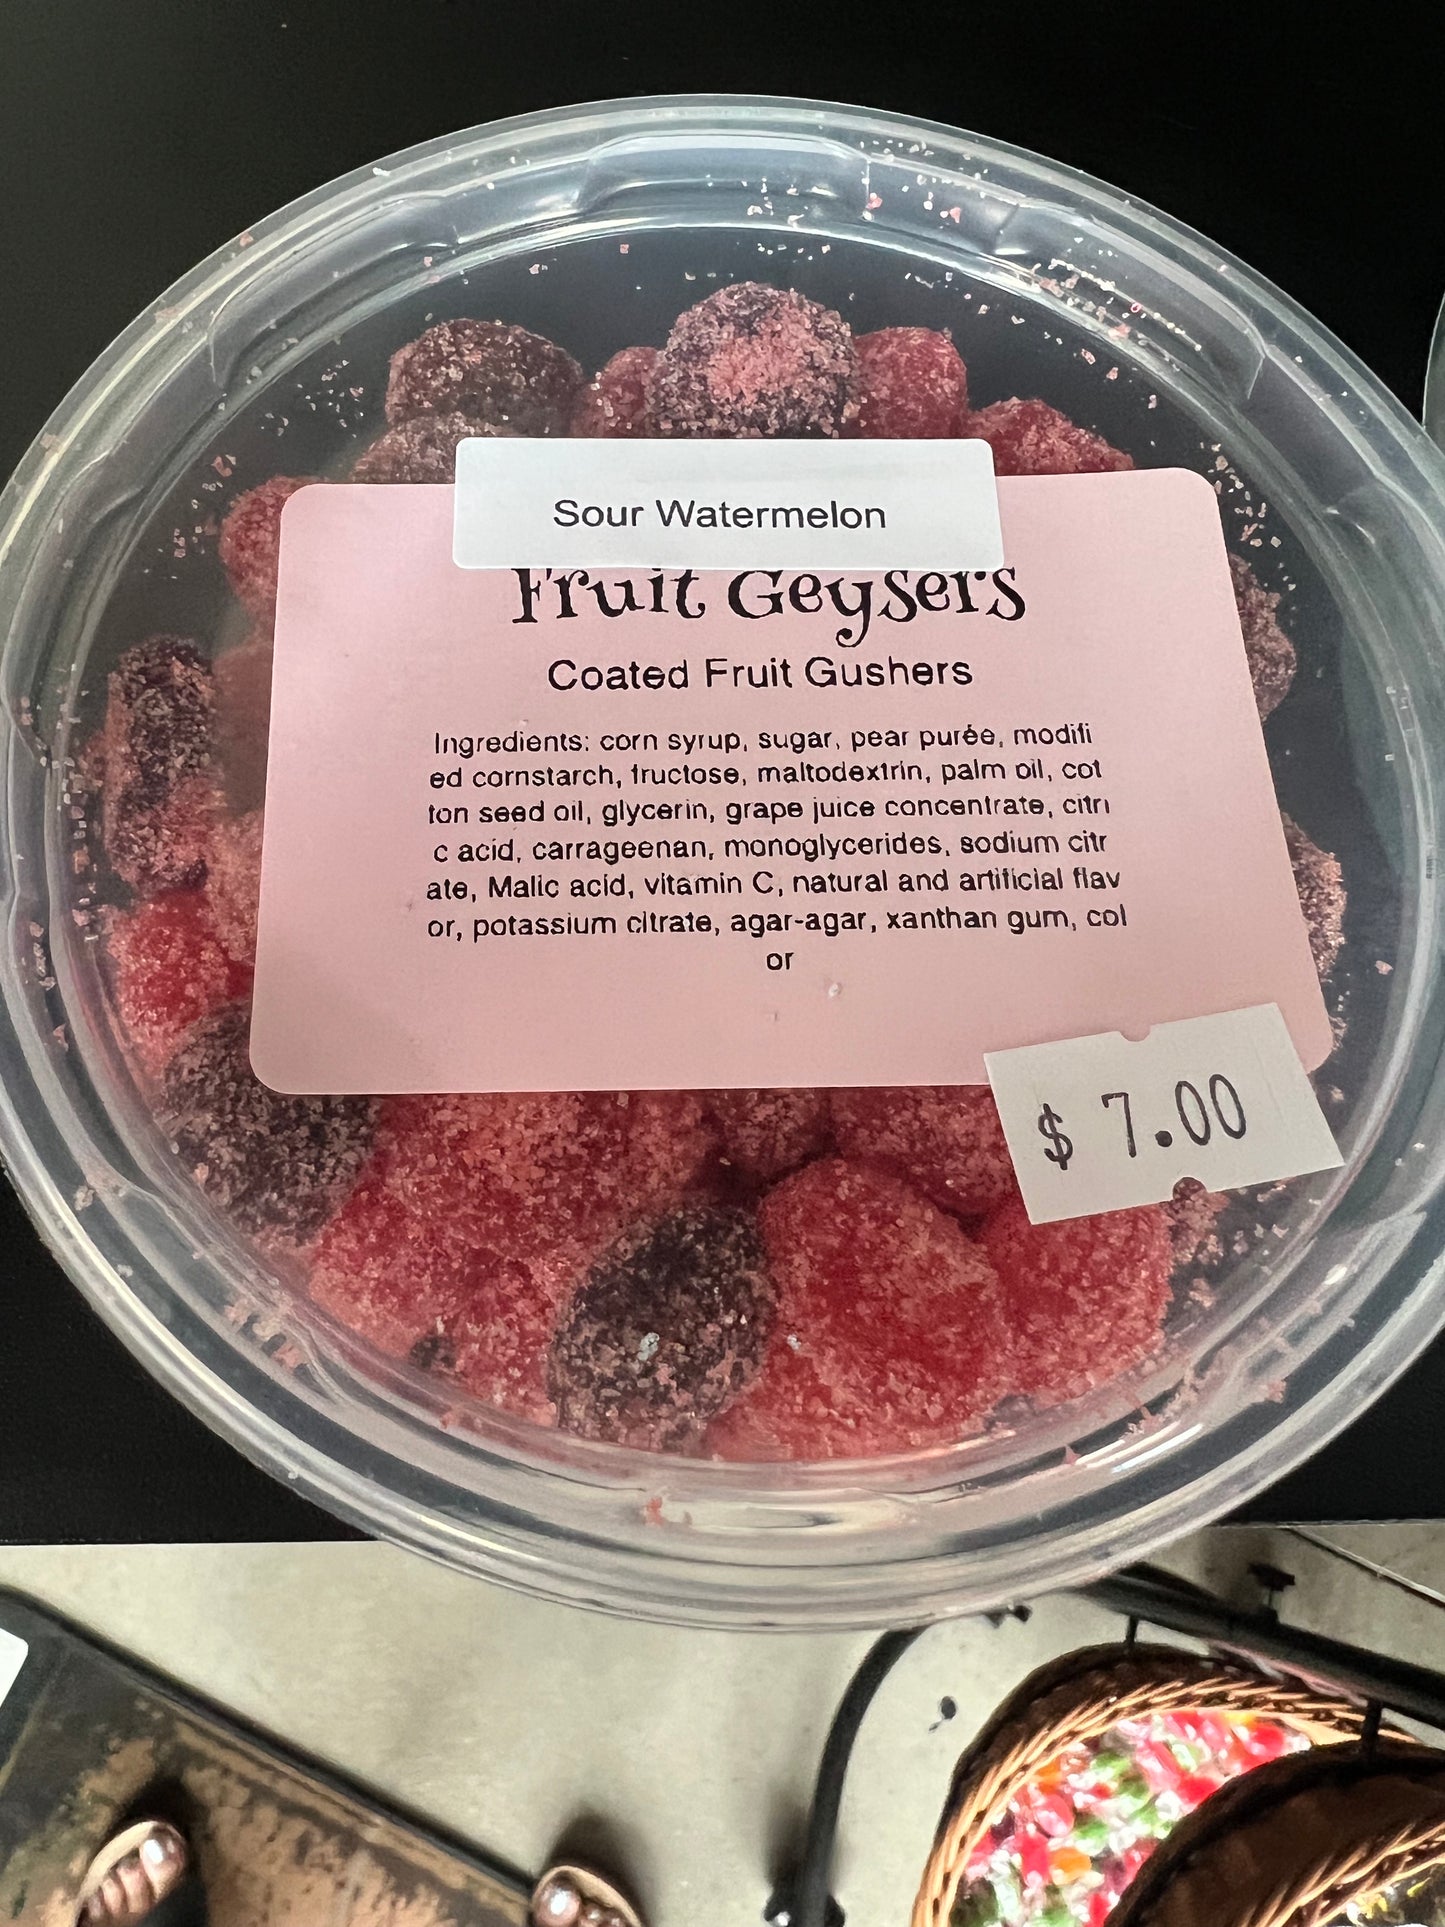 Sour Watermelon
Fruit Geysers
Coated Fruit Gushers
Ingredients: corn syrup, sugar, pear purée, modifi
ed cornstarch, fructose, maltodextrin, palm oil, cot
ton seed oil, glycerin, grape juice concentrate, citri
c acid, carrageenan, monoglycerides, sodium citr
ate, Malic acid, vitamin C, natural and artificial flav
or, potassium citrate, agar-agar, xanthan gum, col
or
$ 7.00